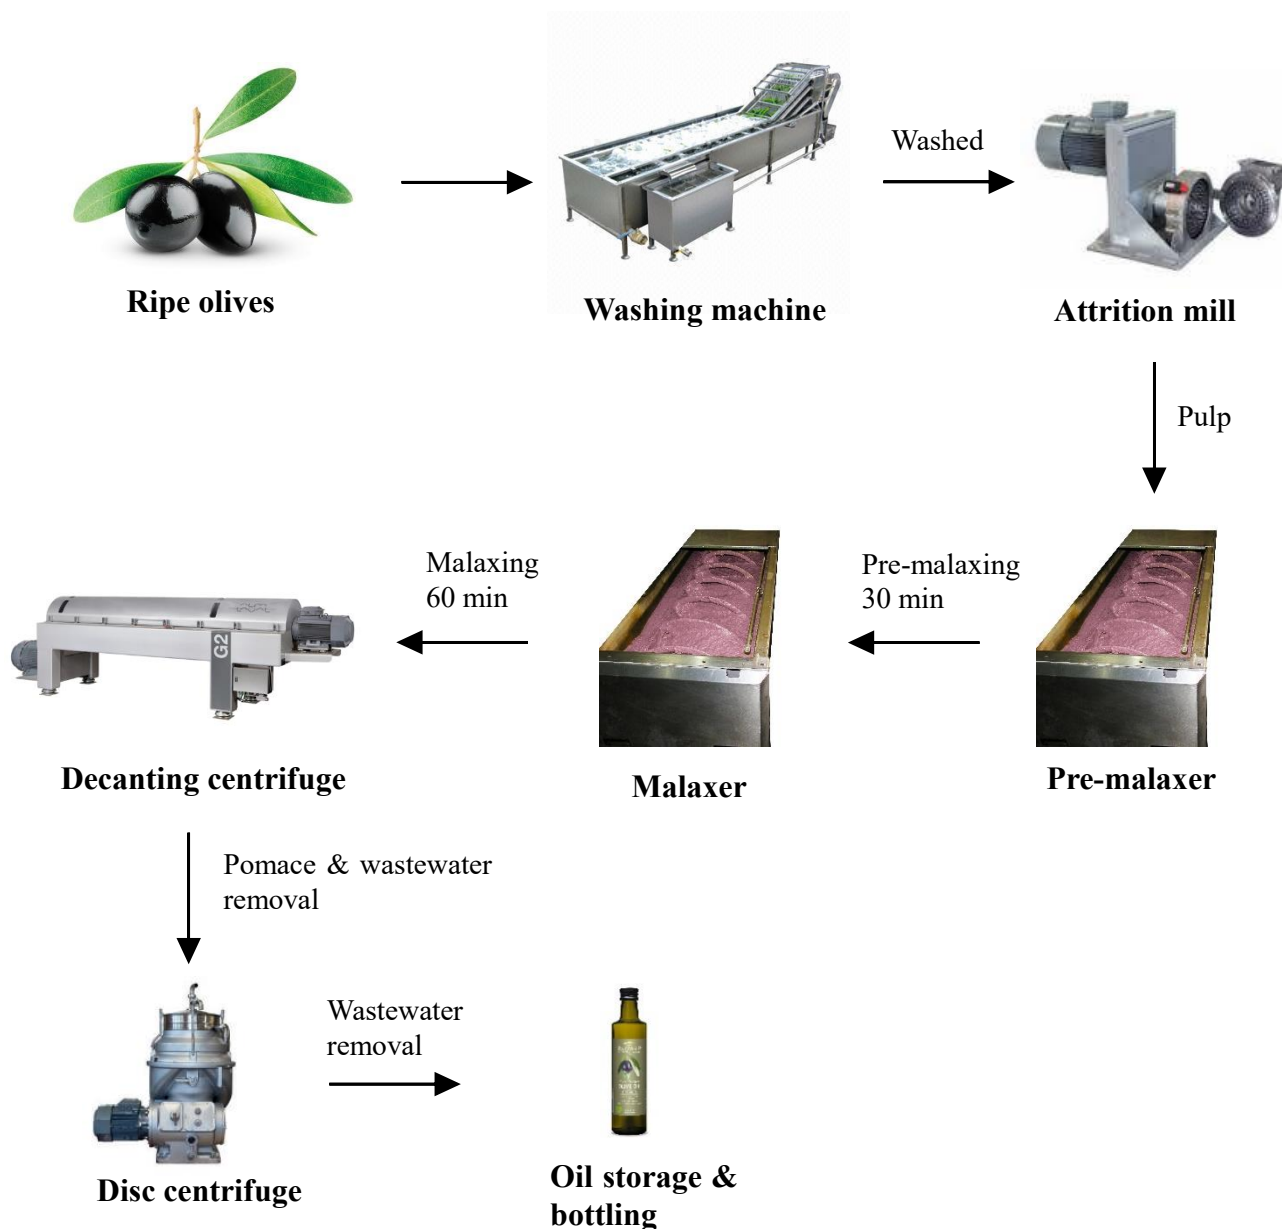 Washed
Ripe olives
Washing machine
Attrition mill
Pulp
Pre-malaxing
30 min
Malaxing
60 min
G2
Decanting centrifuge
Malaxer
Pre-malaxer
Pomace & wastewater
removal
Wastewater
removal
Disc centrifuge
Oil storage &
bottling